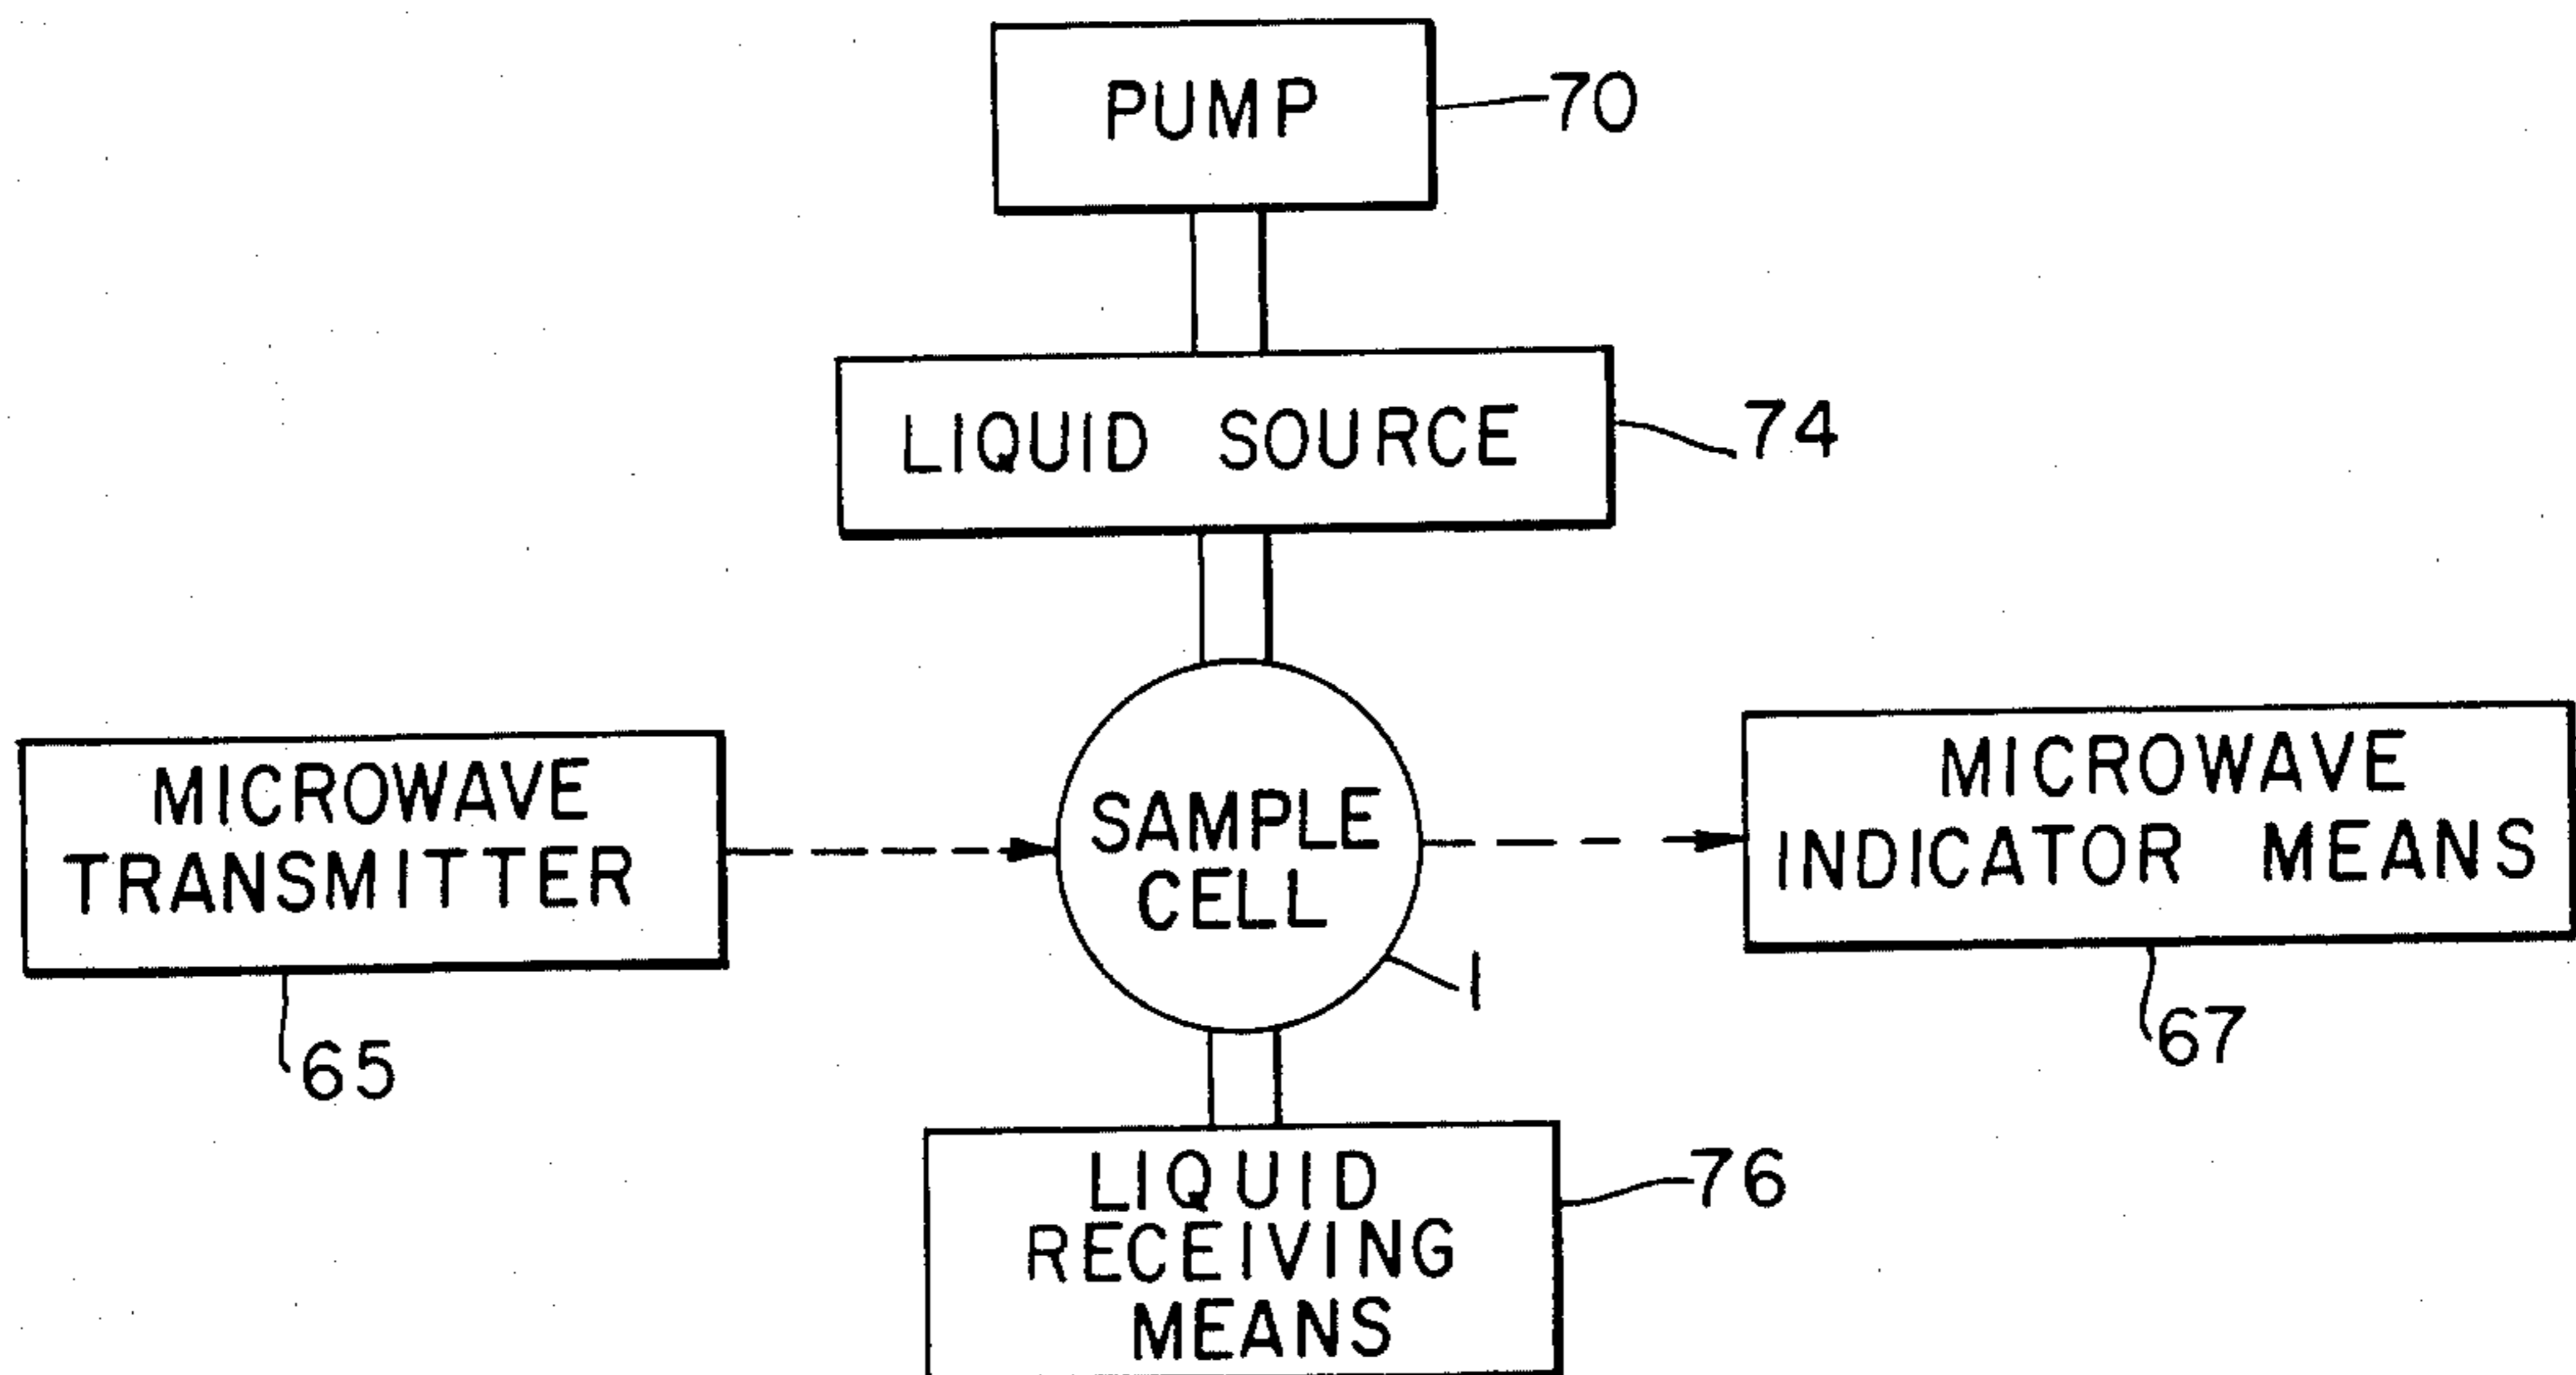 PUMP
70
LIQUID SOURCE
74
MICROWAVE
TRANSMITTER
65
SAMPLE
CELL
1
MICROWAVE
INDICATOR MEANS
67
LIQUID
RECEIVING
MEANS
76